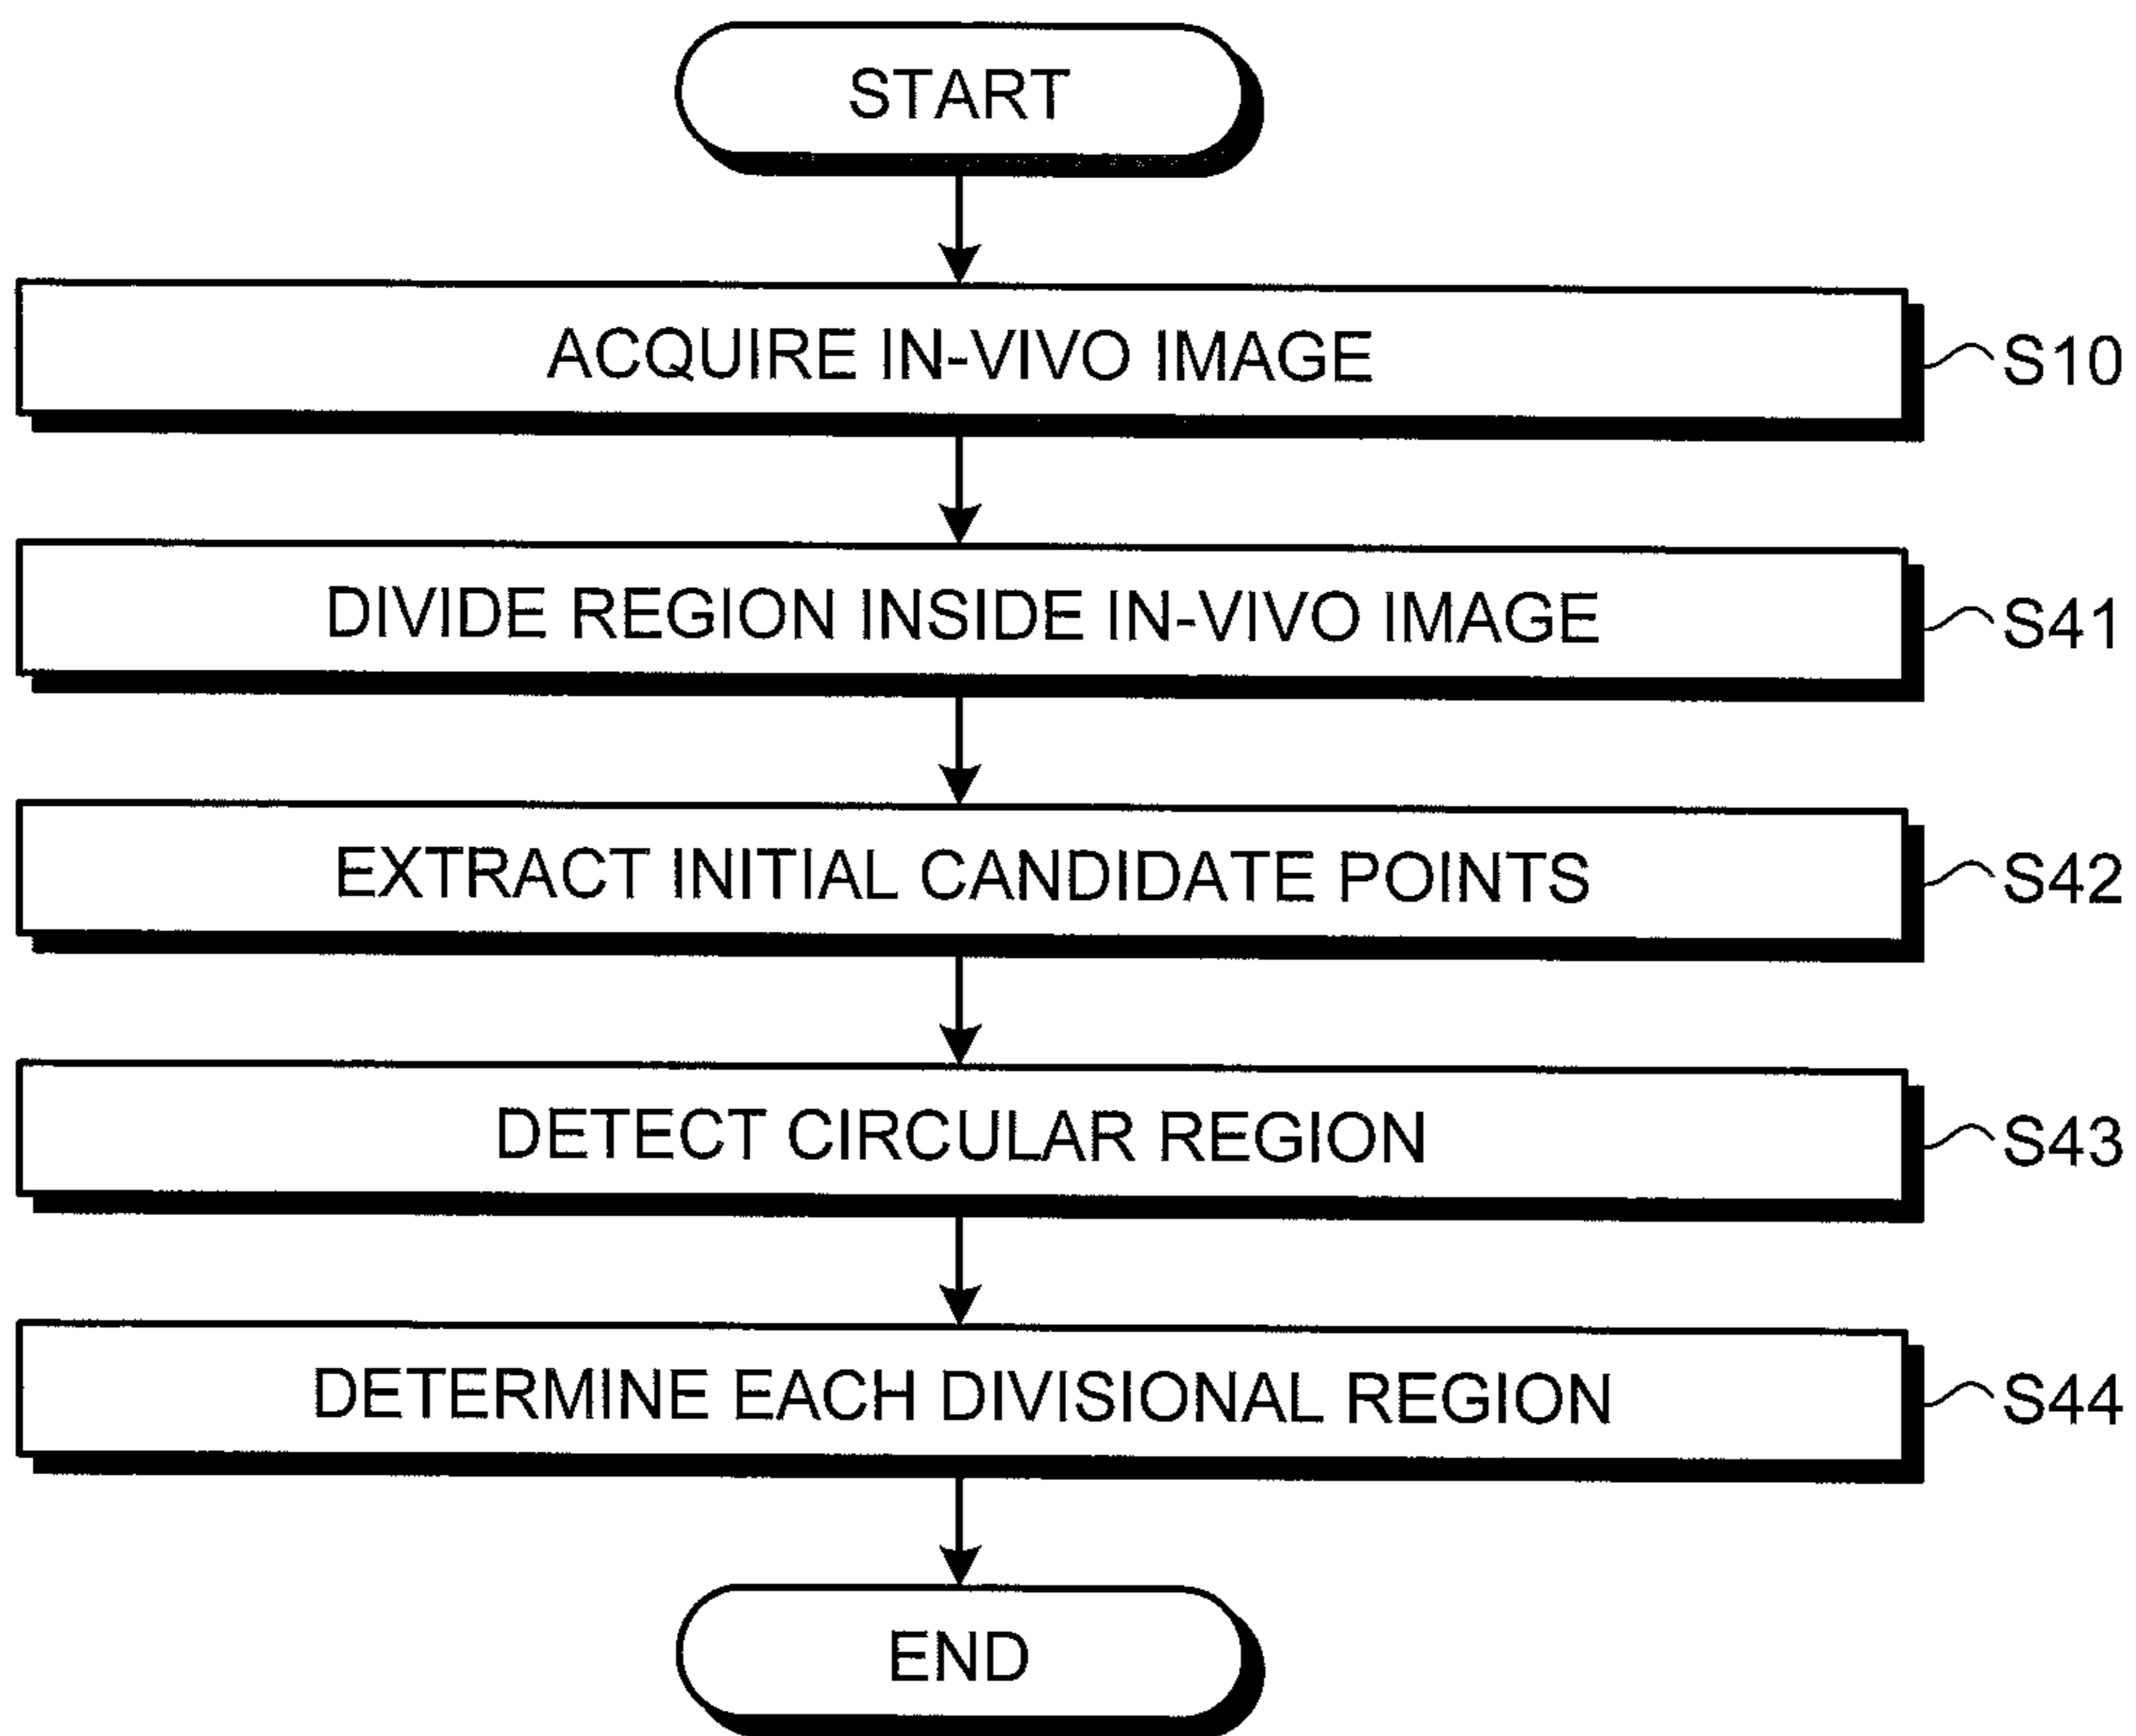 START
ACQUIRE IN-VIVO IMAGE S10
DIVIDE REGION INSIDE IN-VIVO IMAGE S41
EXTRACT INITIAL CANDIDATE POINTS S42
DETECT CIRCULAR REGION S43
DETERMINE EACH DIVISIONAL REGION S44
END